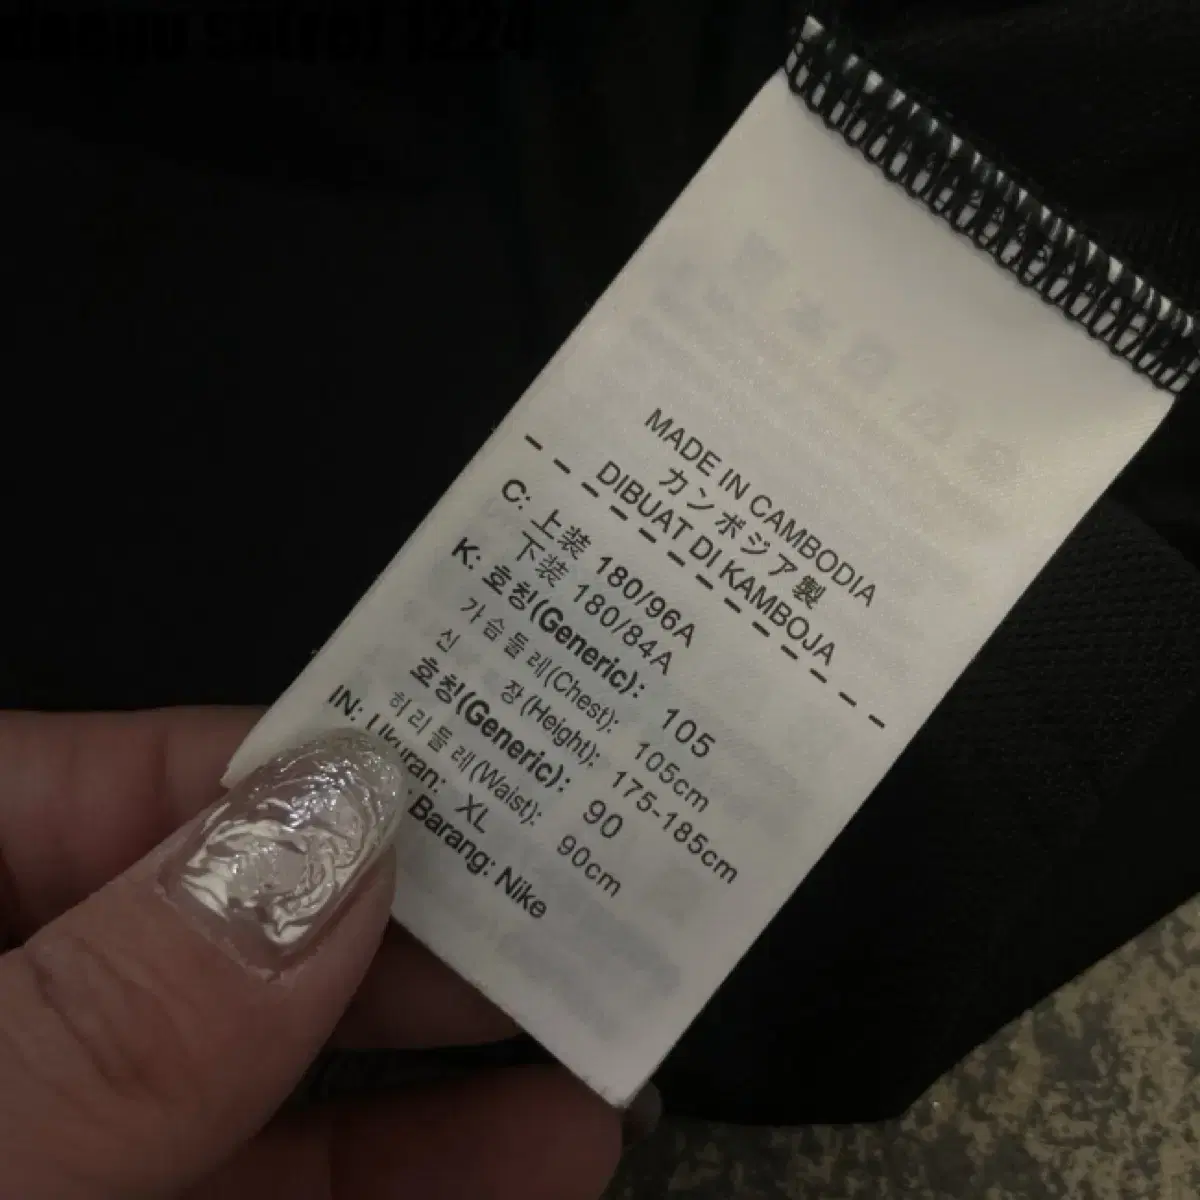 MADE IN CAMBODIA
カンボジア製
DIBUAT DI KAMBOJA
C: 上装 180/96A
下装 180/84A
K: 호칭(Generic): 105
가슴둘레(Chest): 105cm
신 장(Height): 175-185cm
호칭(Generic): 90
허리둘레(Waist): 90cm
IN: Ukuran: XL
Barang: Nike